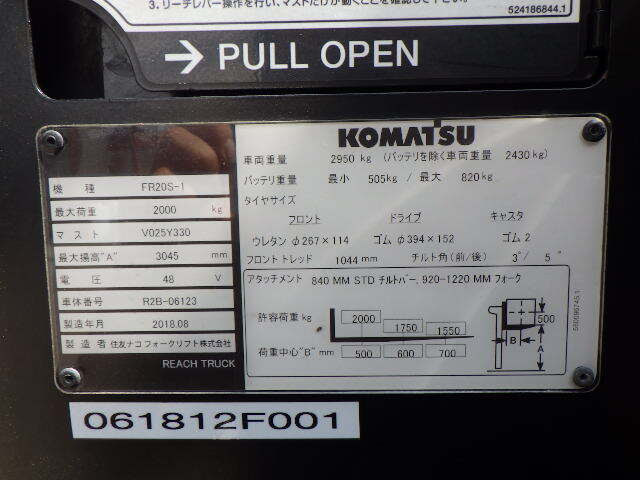 3. リーチレバー操作を行い、マストだけが動くことを確認して下さい。
524186844.1
→ PULL OPEN
KOMATSU
機 種 FR20S-1
最大荷重 2000 kg
マスト V025Y330
最大揚高"A" 3045 mm
電 圧 48 V
車体番号 R2B-06123
製造年月 2018.08
製造者 住友ナコ フォークリフト株式会社
REACH TRUCK
車両重量 2950 kg (バッテリを除く車両重量 2430 kg)
バッテリ重量 最小 505kg / 最大 820kg
タイヤサイズ
フロント ドライブ キャスタ
ウレタン φ267×114 ゴム φ394×152 ゴム 2
フロントトレッド 1044 mm チルト角(前/後) 3° / 5°
アタッチメント 840 MM STD チルトバー, 920-1220 MM フォーク
許容荷重 kg 2000 1750 1550
荷重中心"B" mm 500 600 700
500
B
A
061812F001